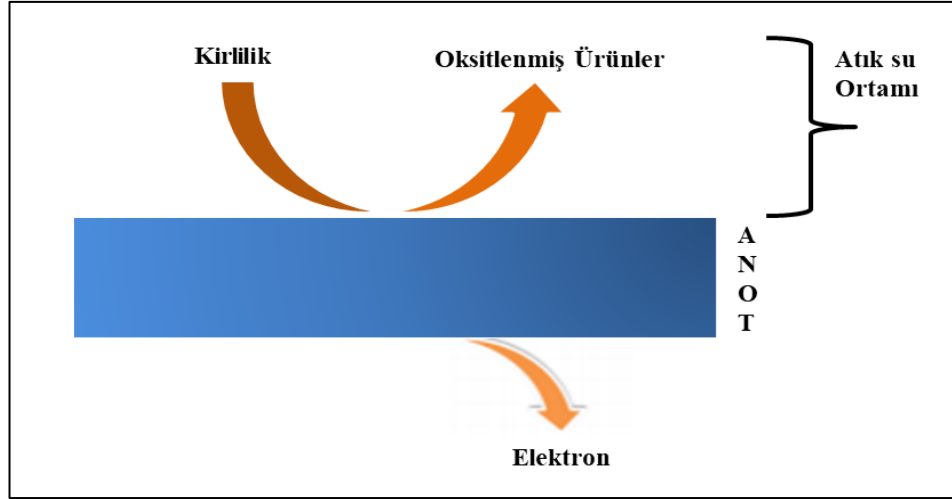 Kirlilik
Oksitlenmiş Ürünler
Atık su
Ortamı
A
N
O
T
Elektron